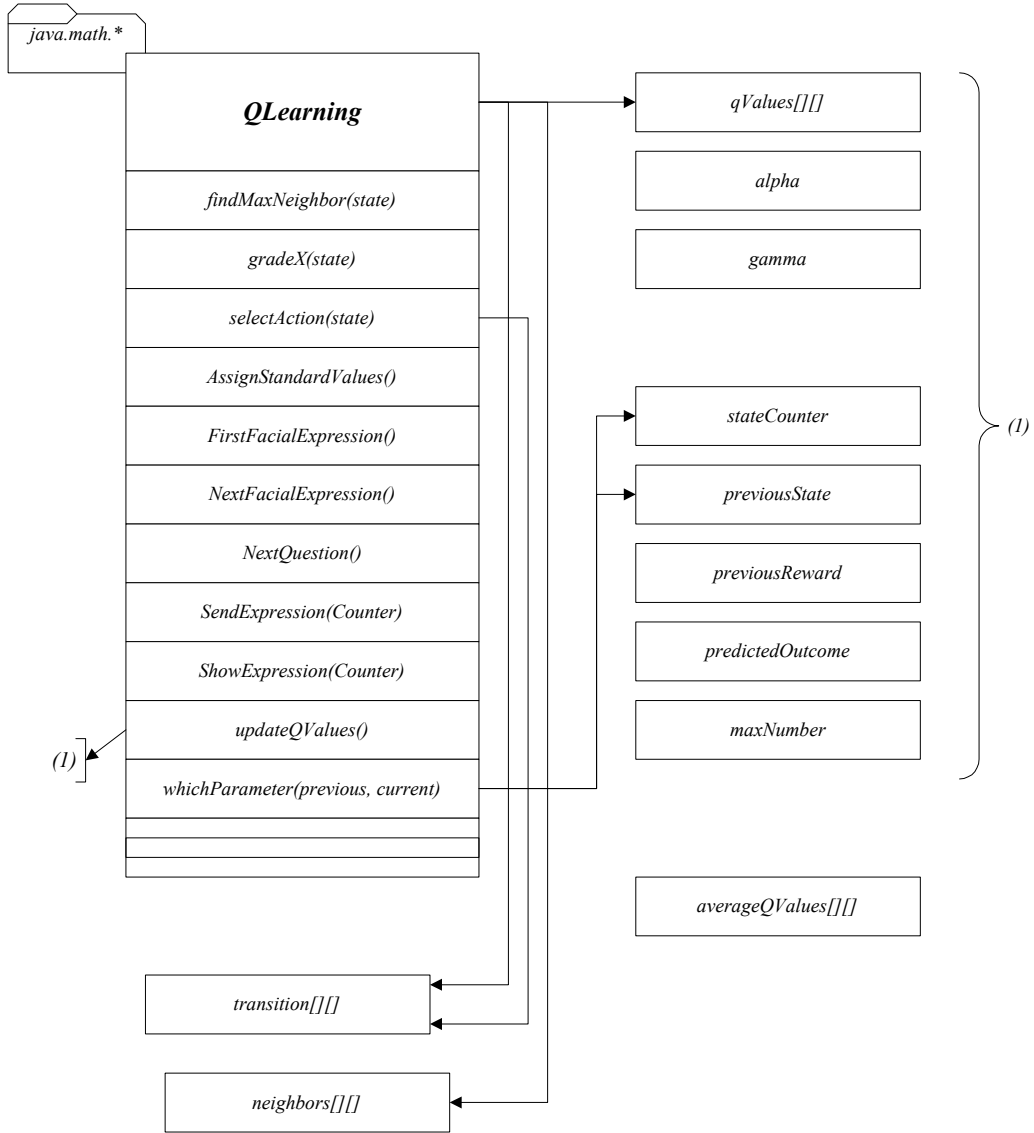 java.math.*
QLearning
findMaxNeighbor(state)
gradeX(state)
selectAction(state)
AssignStandardValues()
FirstFacialExpression()
NextFacialExpression()
NextQuestion()
SendExpression(Counter)
ShowExpression(Counter)
updateQValues()
(1)
whichParameter(previous, current)
qValues[][]
alpha
gamma
stateCounter
(1)
previousState
previousReward
predictedOutcome
maxNumber
averageQValues[][]
transition[][]
neighbors[][]